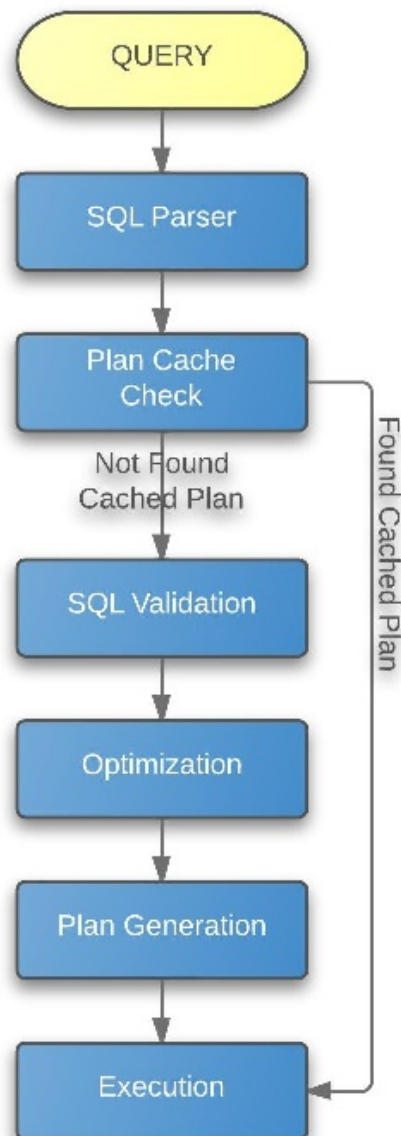 QUERY
SQL Parser
Plan Cache
Check
Not Found
Cached Plan
Found Cached Plan
SQL Validation
Optimization
Plan Generation
Execution